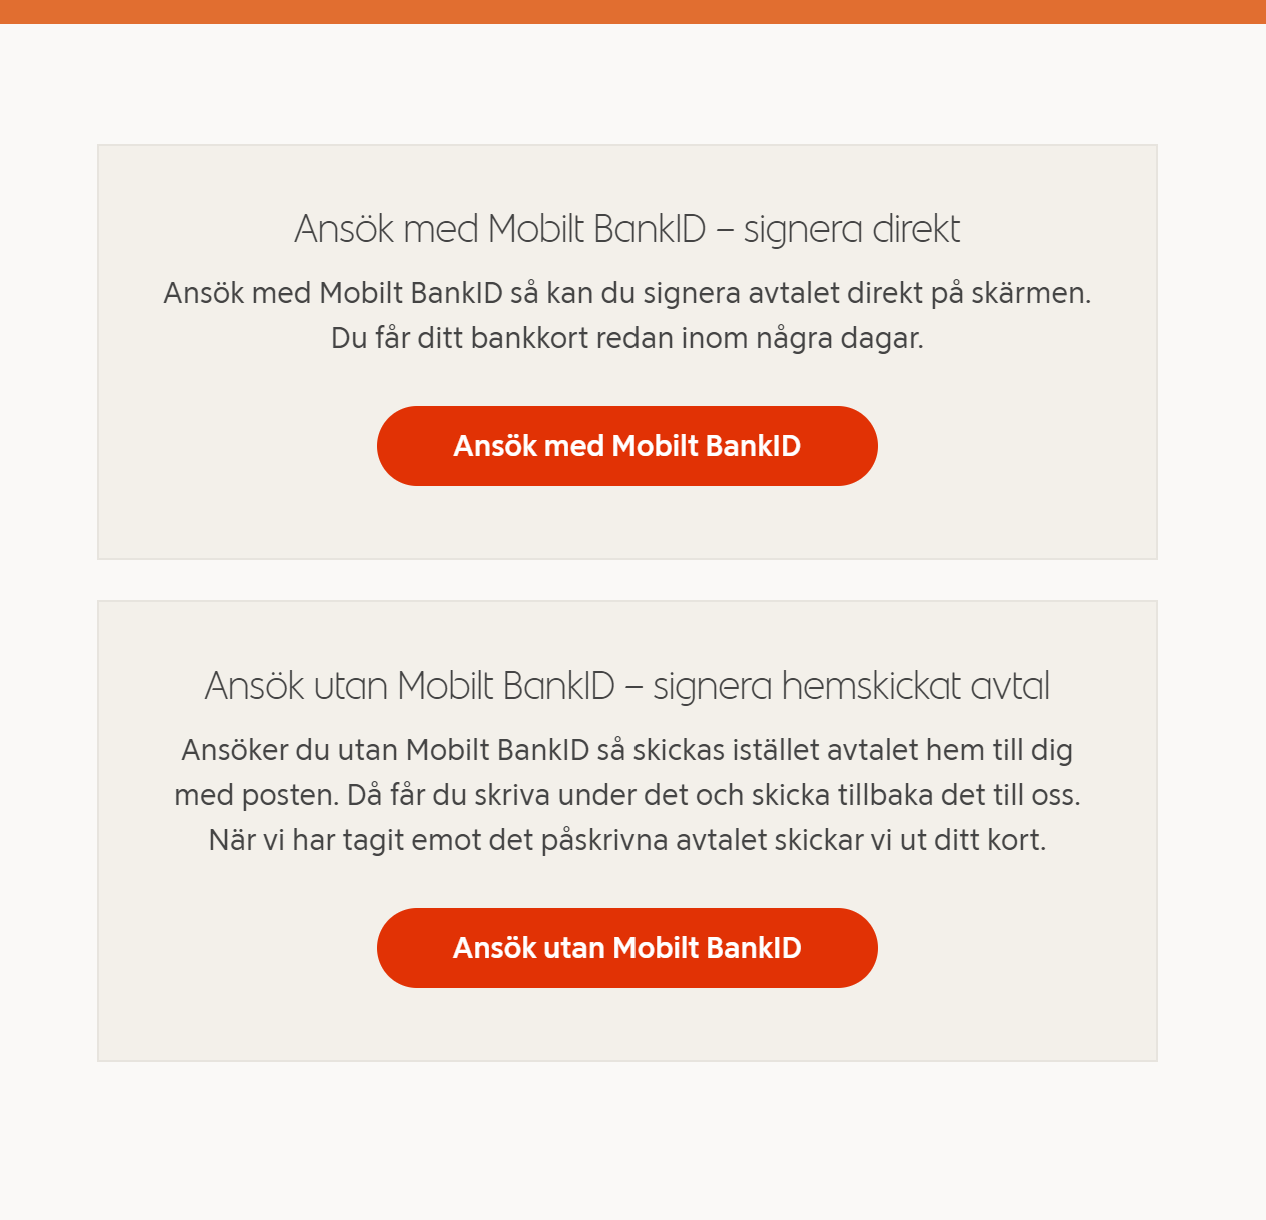 Ansök med Mobilt BankID – signera direkt
Ansök med Mobilt BankID så kan du signera avtalet direkt på skärmen.
Du får ditt bankkort redan inom några dagar.
Ansök med Mobilt BankID
Ansök utan Mobilt BankID – signera hemskickat avtal
Ansöker du utan Mobilt BankID så skickas istället avtalet hem till dig
med posten. Då får du skriva under det och skicka tillbaka det till oss.
När vi har tagit emot det påskrivna avtalet skickar vi ut ditt kort.
Ansök utan Mobilt BankID